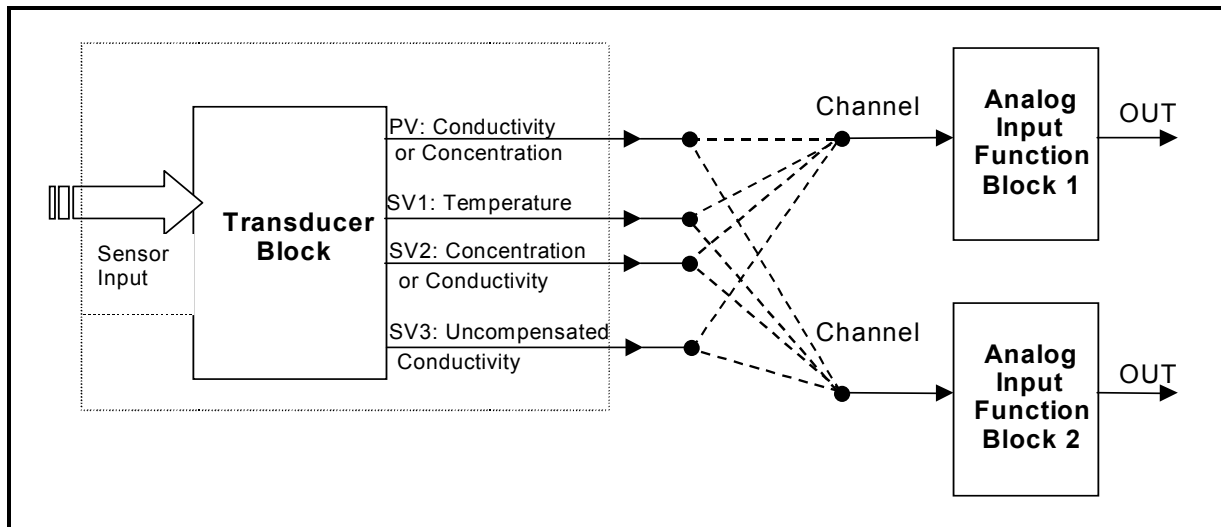 Sensor
Input
Transducer
Block
PV: Conductivity
or Concentration
SV1: Temperature
SV2: Concentration
or Conductivity
SV3: Uncompensated
Conductivity
Channel
Analog
Input
Function
Block 1
OUT
Channel
Analog
Input
Function
Block 2
OUT